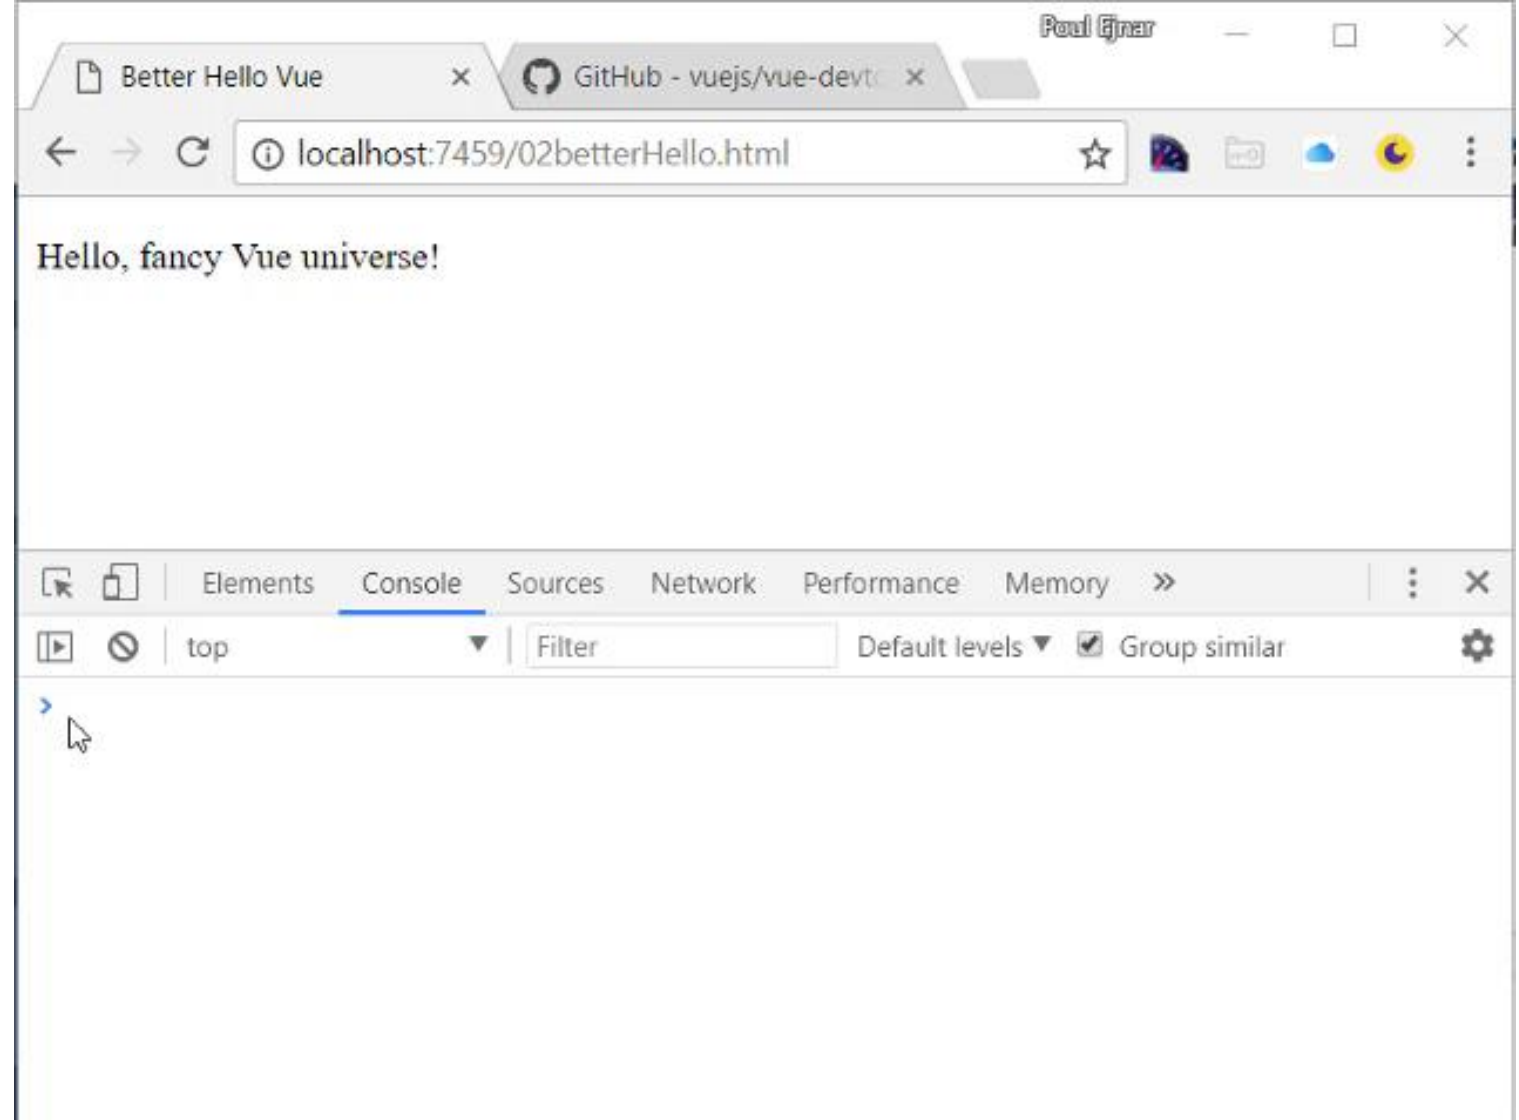 Poul Ejnar
Better Hello Vue
GitHub - vuejs/vue-devto
localhost:7459/02betterHello.html
Hello, fancy Vue universe!
Elements Console Sources Network Performance Memory »
top Filter Default levels Group similar